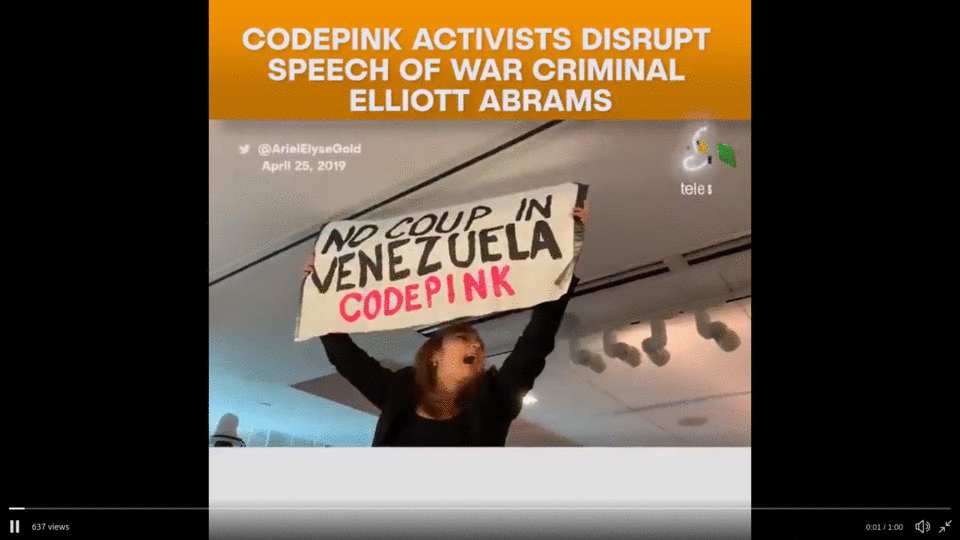 CODEPINK ACTIVISTS DISRUPT
SPEECH OF WAR CRIMINAL
ELLIOTT ABRAMS
@ArielElyseGold
April 25, 2019
teles
NO COUP IN
VENEZUELA
CODEPINK
637 views
0:01 / 1:00